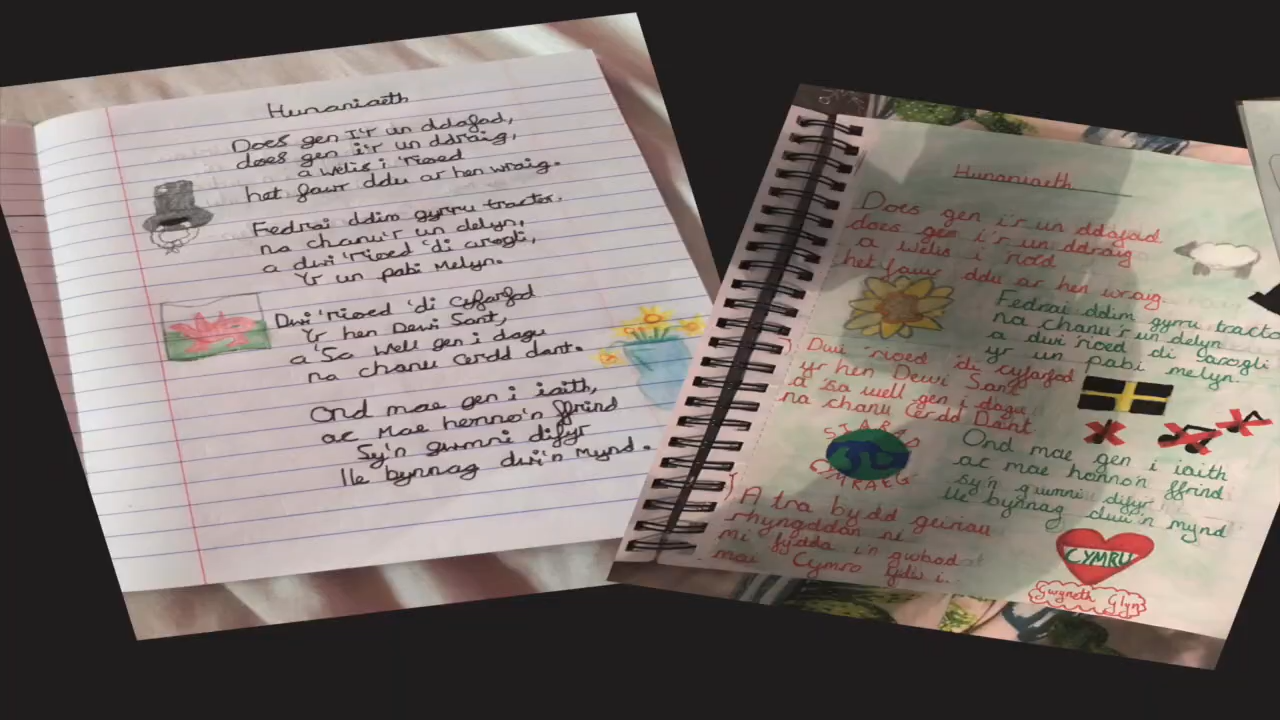 Hunaniaeth
Does gen I'r un ddafad,
does gen i'r un ddraig,
a welis i 'rioed
het fawr ddu ar hen wraig.
Fedrai ddim gyrru tractor,
na chanu'r un delyn,
a dwi 'rioed 'di arogli,
Yr un pabi Melyn.
Dwi 'rioed 'di cyfarfod
Yr hen Dewi Sant,
a 'Sa Well gen i dagu
na chanu Cerdd dant.
Ond mae gen i iaith,
ac Mae honno'n ffrind
Sy'n gwmni difyr
lle bynnag dwi'n Mynd.
Hunaniaeth
Does gen i'r un ddafad
does gen i'r un ddraig
a welis i 'rioed
het fawr ddu ar hen wraig.
Fedrai ddim gyrru tracto
na chanu'r un delyn
a dwi 'rioed di arogli
yr un pabi melyn.
Dwi rioed 'di cyfarfod
yr hen Dewi Sant
a 'sa well gen i dagu
na chanu Cerdd Dant
SIARAD
CYMRAEG
Ond mae gen i iaith
ac mae honno'n ffrind
sy'n gwmni difyr
lle bynnag dwi'n mynd
A tra bydd geiriau
rhyngddan ni
mi fydda i'n gwbod
mai Cymro ydw i.
CYMRU
Gwyneth Glyn